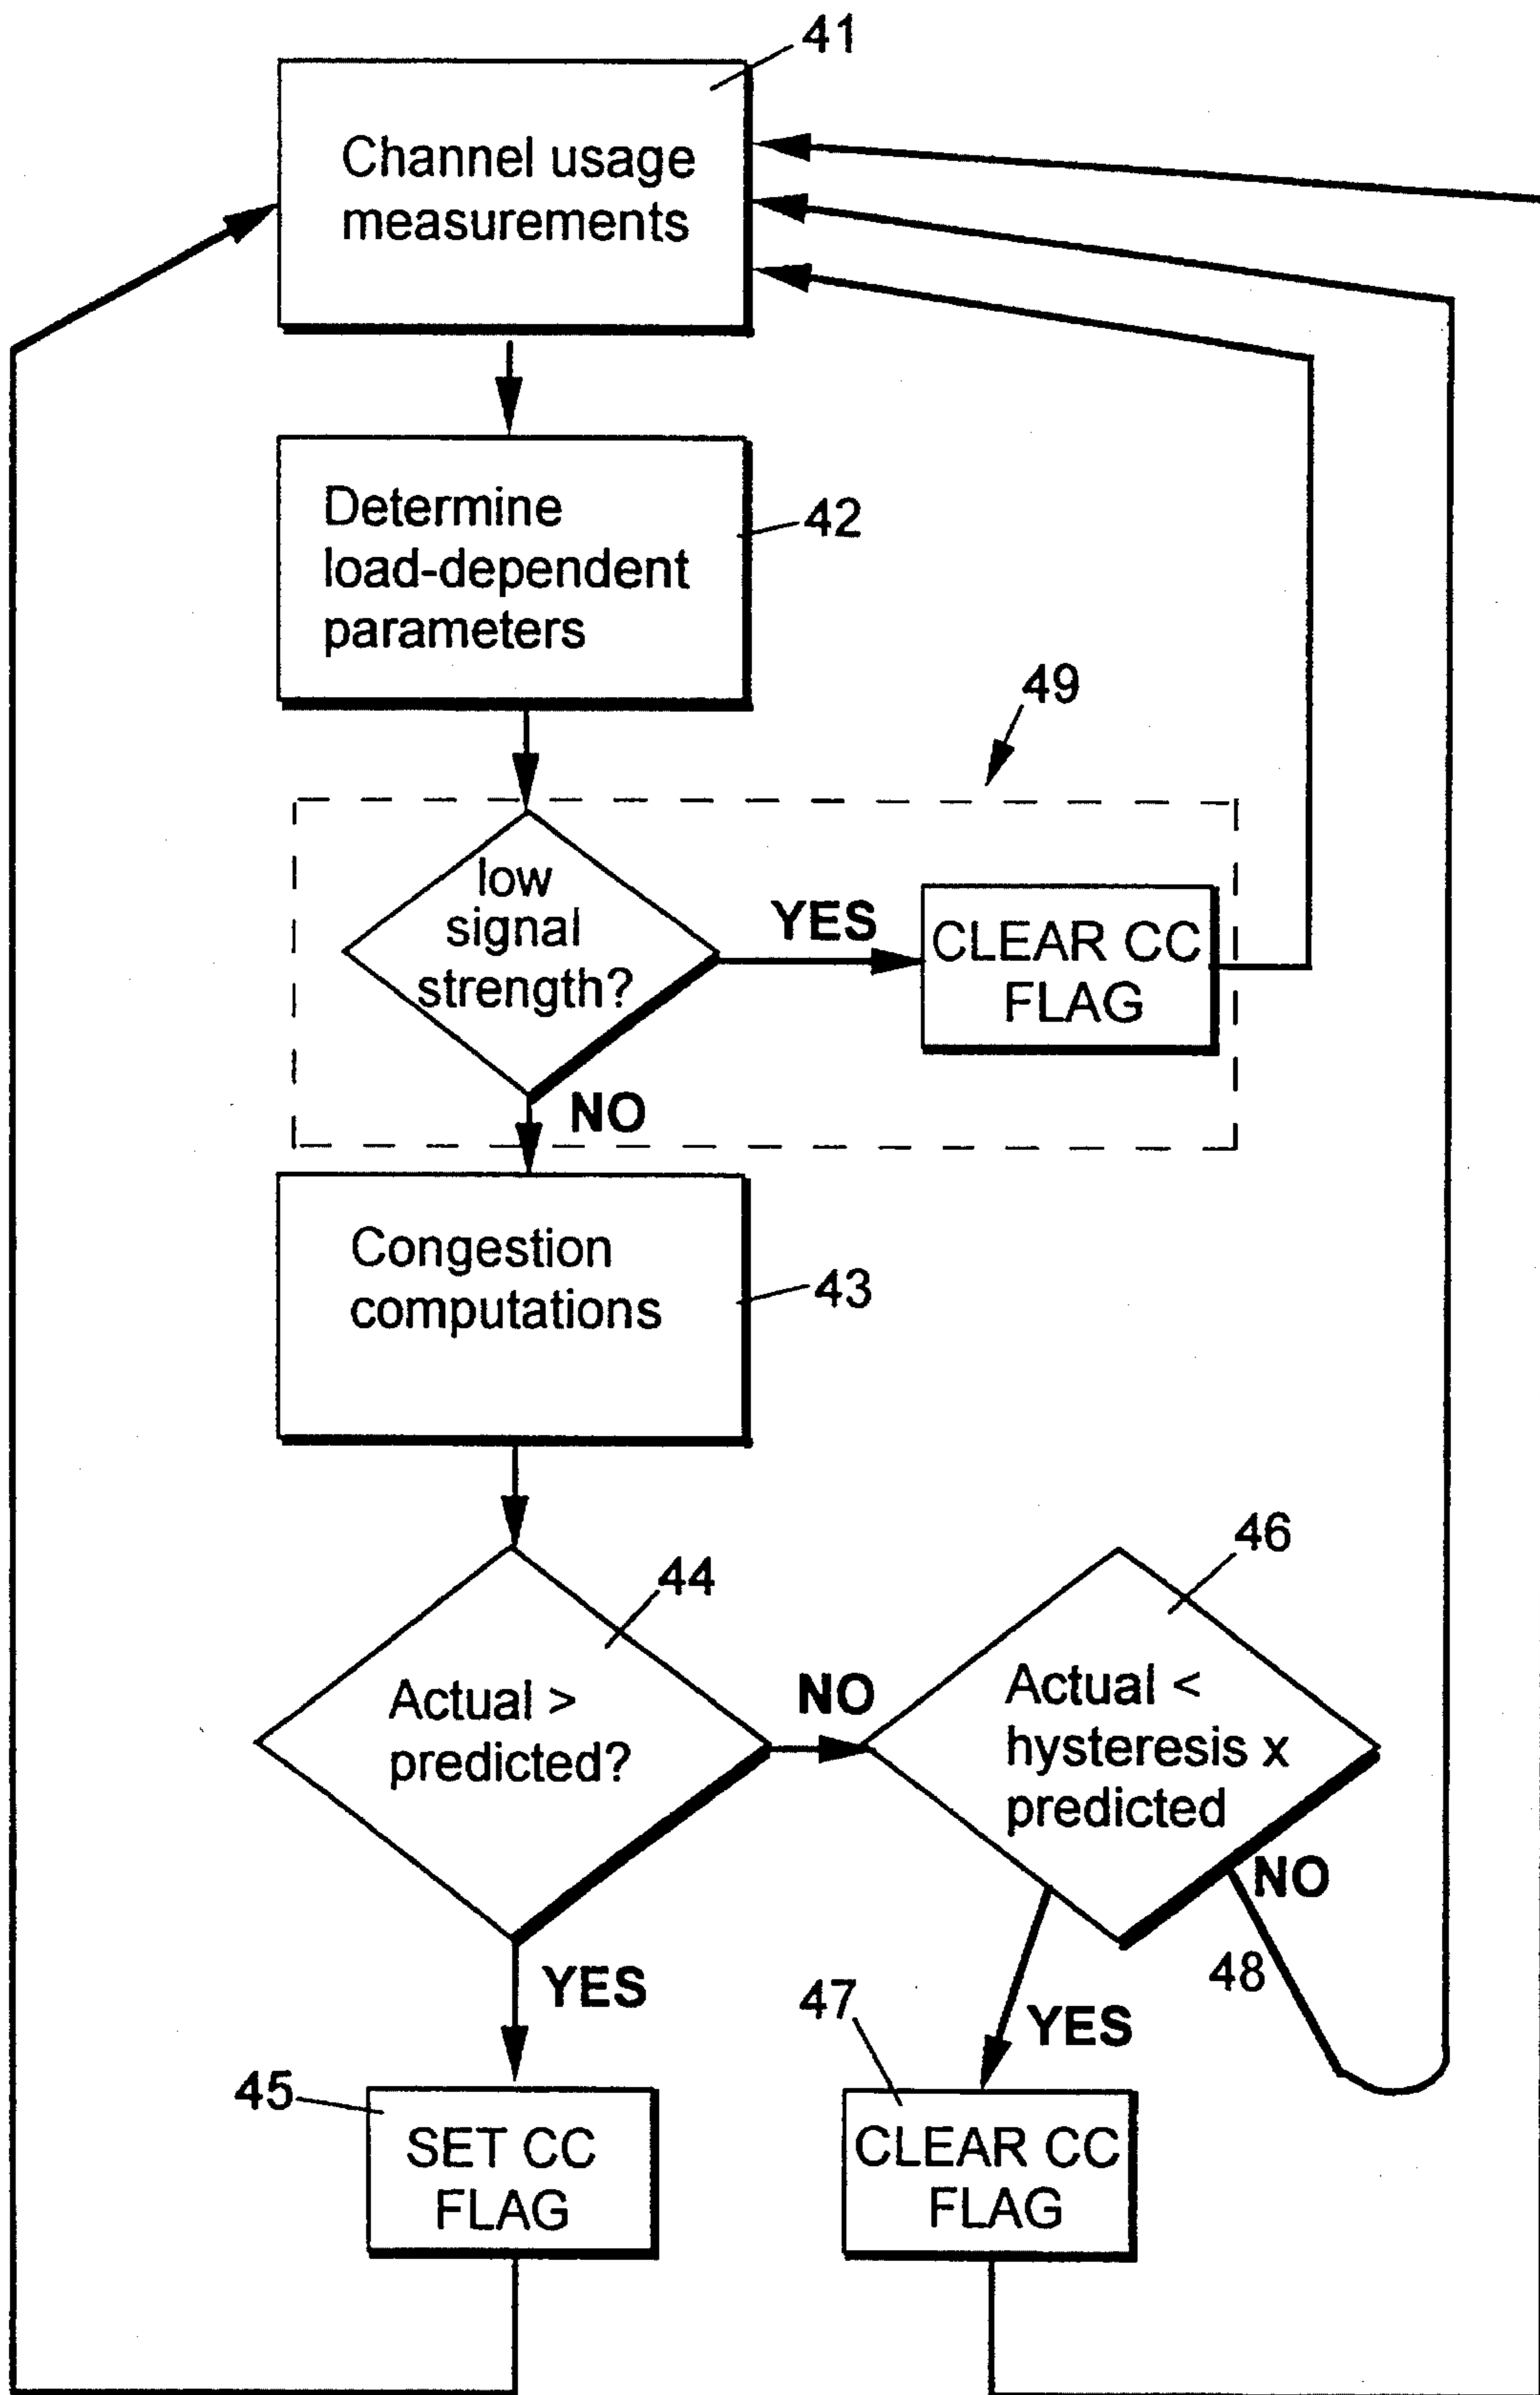 41
Channel usage
measurements
Determine
load-dependent
parameters
42
49
low
signal
strength?
YES
CLEAR CC
FLAG
NO
Congestion
computations
43
44
Actual >
predicted?
NO
46
Actual <
hysteresis x
predicted
NO
48
YES
47
YES
45
SET CC
FLAG
CLEAR CC
FLAG